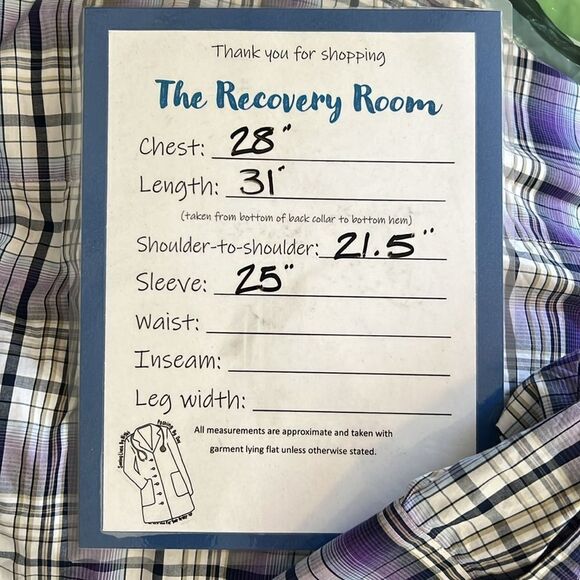 Thank you for shopping
The Recovery Room
Chest: 28"
Length: 31"
(taken from bottom of back collar to bottom hem)
Shoulder-to-shoulder: 21.5"
Sleeve: 25"
Waist:
Inseam:
Leg width:
All measurements are approximate and taken with
garment lying flat unless otherwise stated.